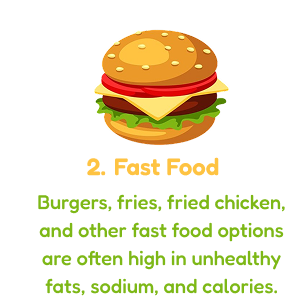 2. Fast Food
Burgers, fries, fried chicken,
and other fast food options
are often high in unhealthy
fats, sodium, and calories.